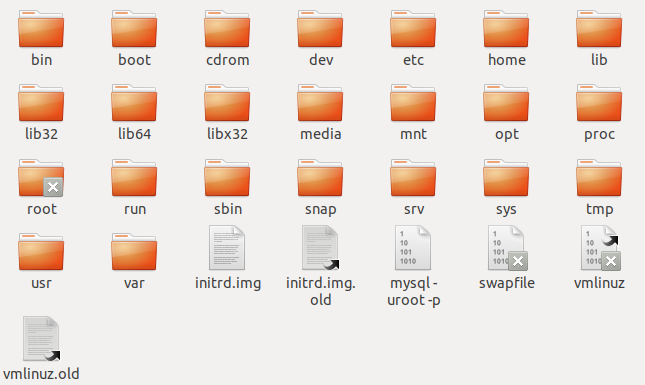 bin boot cdrom dev etc home lib
lib32 lib64 libx32 media mnt opt proc
root run sbin snap srv sys tmp
usr var initrd.img initrd.img.
old mysql -
uroot -p swapfile vmlinuz
vmlinuz.old